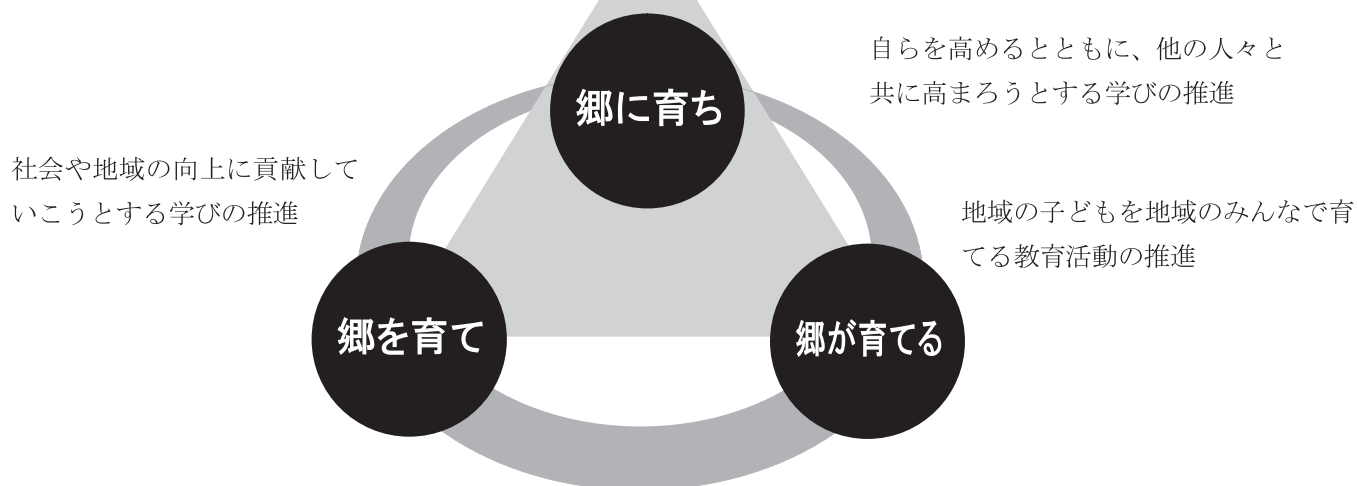 郷に育ち
自らを高めるとともに、他の人々と
共に高まろうとする学びの推進
社会や地域の向上に貢献して
いこうとする学びの推進
郷を育て
地域の子どもを地域のみんなで育
てる教育活動の推進
郷が育てる